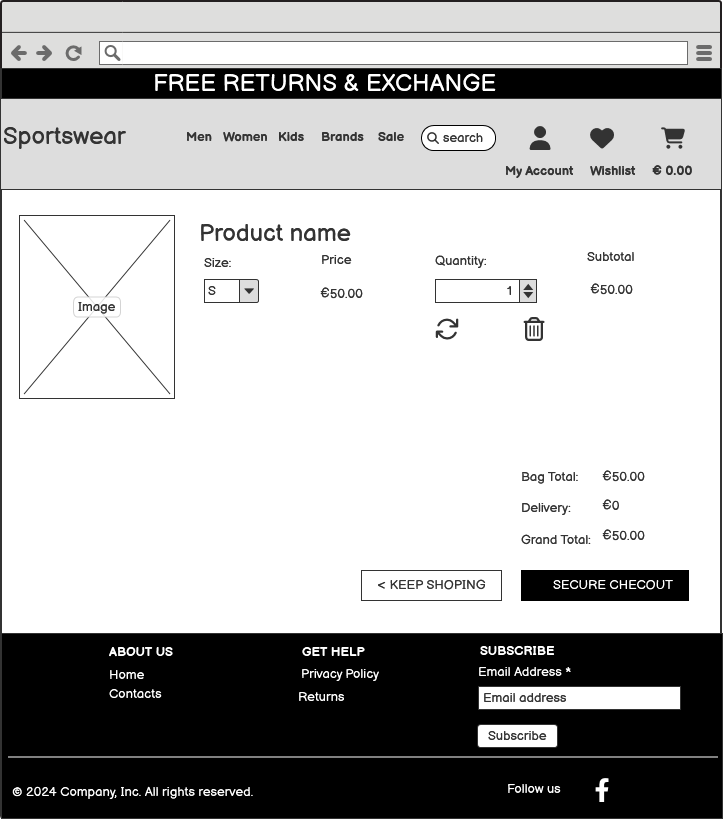 FREE RETURNS & EXCHANGE
Sportswear
Men Women Kids Brands Sale
search
My Account Wishlist € 0.00
Product name
Size: Price Quantity: Subtotal
S €50.00 1 €50.00
Image
Bag Total: €50.00
Delivery: €0
Grand Total: €50.00
< KEEP SHOPING SECURE CHECOUT
ABOUT US GET HELP SUBSCRIBE
Home Privacy Policy Email Address *
Contacts Returns Email address
Subscribe
© 2024 Company, Inc. All rights reserved. Follow us